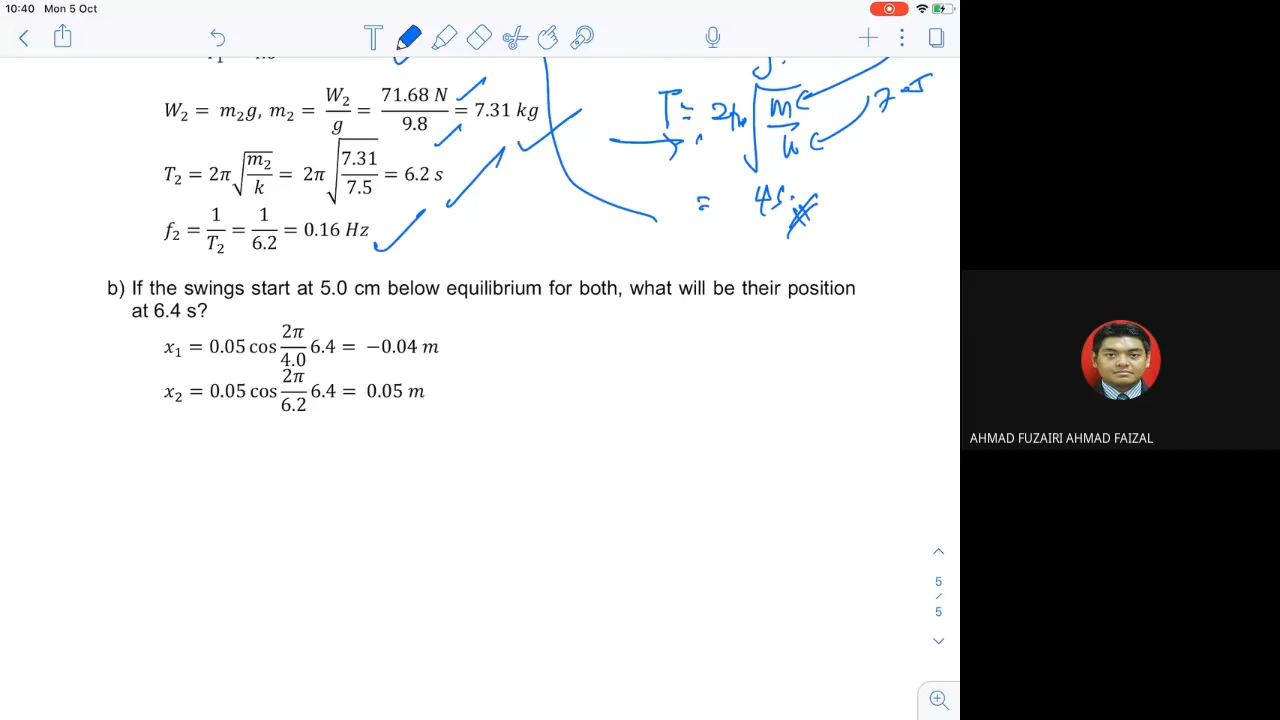 10:40 Mon 5 Oct
W₂ = m₂g, m₂ = W₂/g = 71.68 N/9.8 = 7.31 kg
T₂ = 2π√(m₂/k) = 2π√(7.31/7.5) = 6.2 s
f₂ = 1/T₂ = 1/6.2 = 0.16 Hz
T = 2π√(m/k)
7.5
= 4s.
b) If the swings start at 5.0 cm below equilibrium for both, what will be their position
at 6.4 s?
x₁ = 0.05 cos 2π/4.0 6.4 = −0.04 m
x₂ = 0.05 cos 2π/6.2 6.4 = 0.05 m
5
/
5
AHMAD FUZAIRI AHMAD FAIZAL